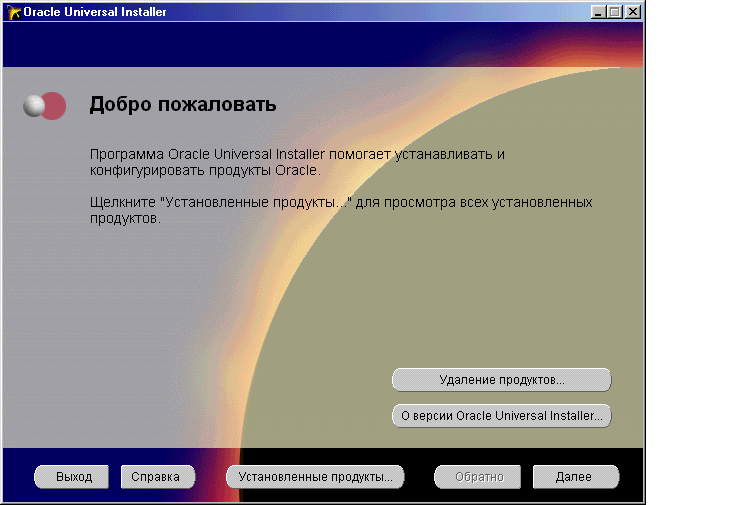 Oracle Universal Installer
Добро пожаловать
Программа Oracle Universal Installer помогает устанавливать и
конфигурировать продукты Oracle.
Щелкните "Установленные продукты..." для просмотра всех установленных
продуктов.
Удаление продуктов...
О версии Oracle Universal Installer...
Выход
Справка
Установленные продукты...
Обратно
Далее